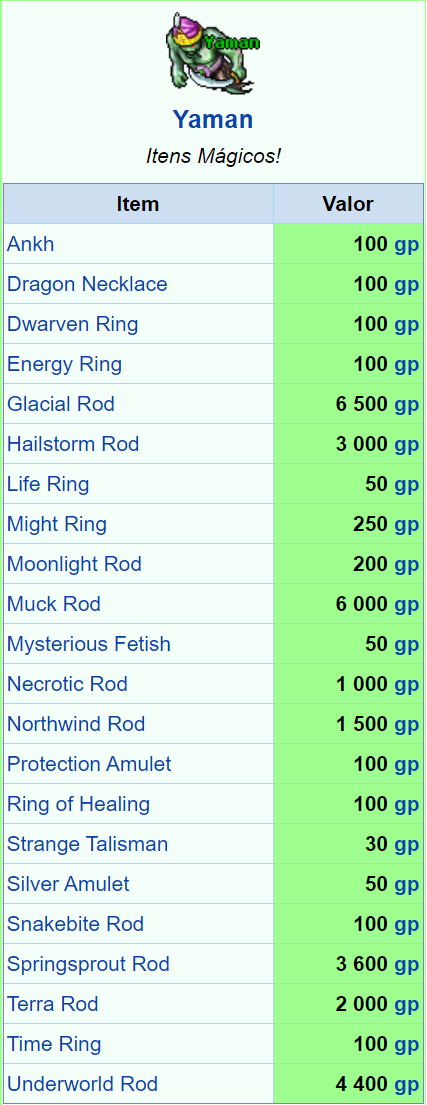 Yaman
Yaman
Itens Mágicos!
Item Valor
Ankh 100 gp
Dragon Necklace 100 gp
Dwarven Ring 100 gp
Energy Ring 100 gp
Glacial Rod 6 500 gp
Hailstorm Rod 3 000 gp
Life Ring 50 gp
Might Ring 250 gp
Moonlight Rod 200 gp
Muck Rod 6 000 gp
Mysterious Fetish 50 gp
Necrotic Rod 1 000 gp
Northwind Rod 1 500 gp
Protection Amulet 100 gp
Ring of Healing 100 gp
Strange Talisman 30 gp
Silver Amulet 50 gp
Snakebite Rod 100 gp
Springsprout Rod 3 600 gp
Terra Rod 2 000 gp
Time Ring 100 gp
Underworld Rod 4 400 gp